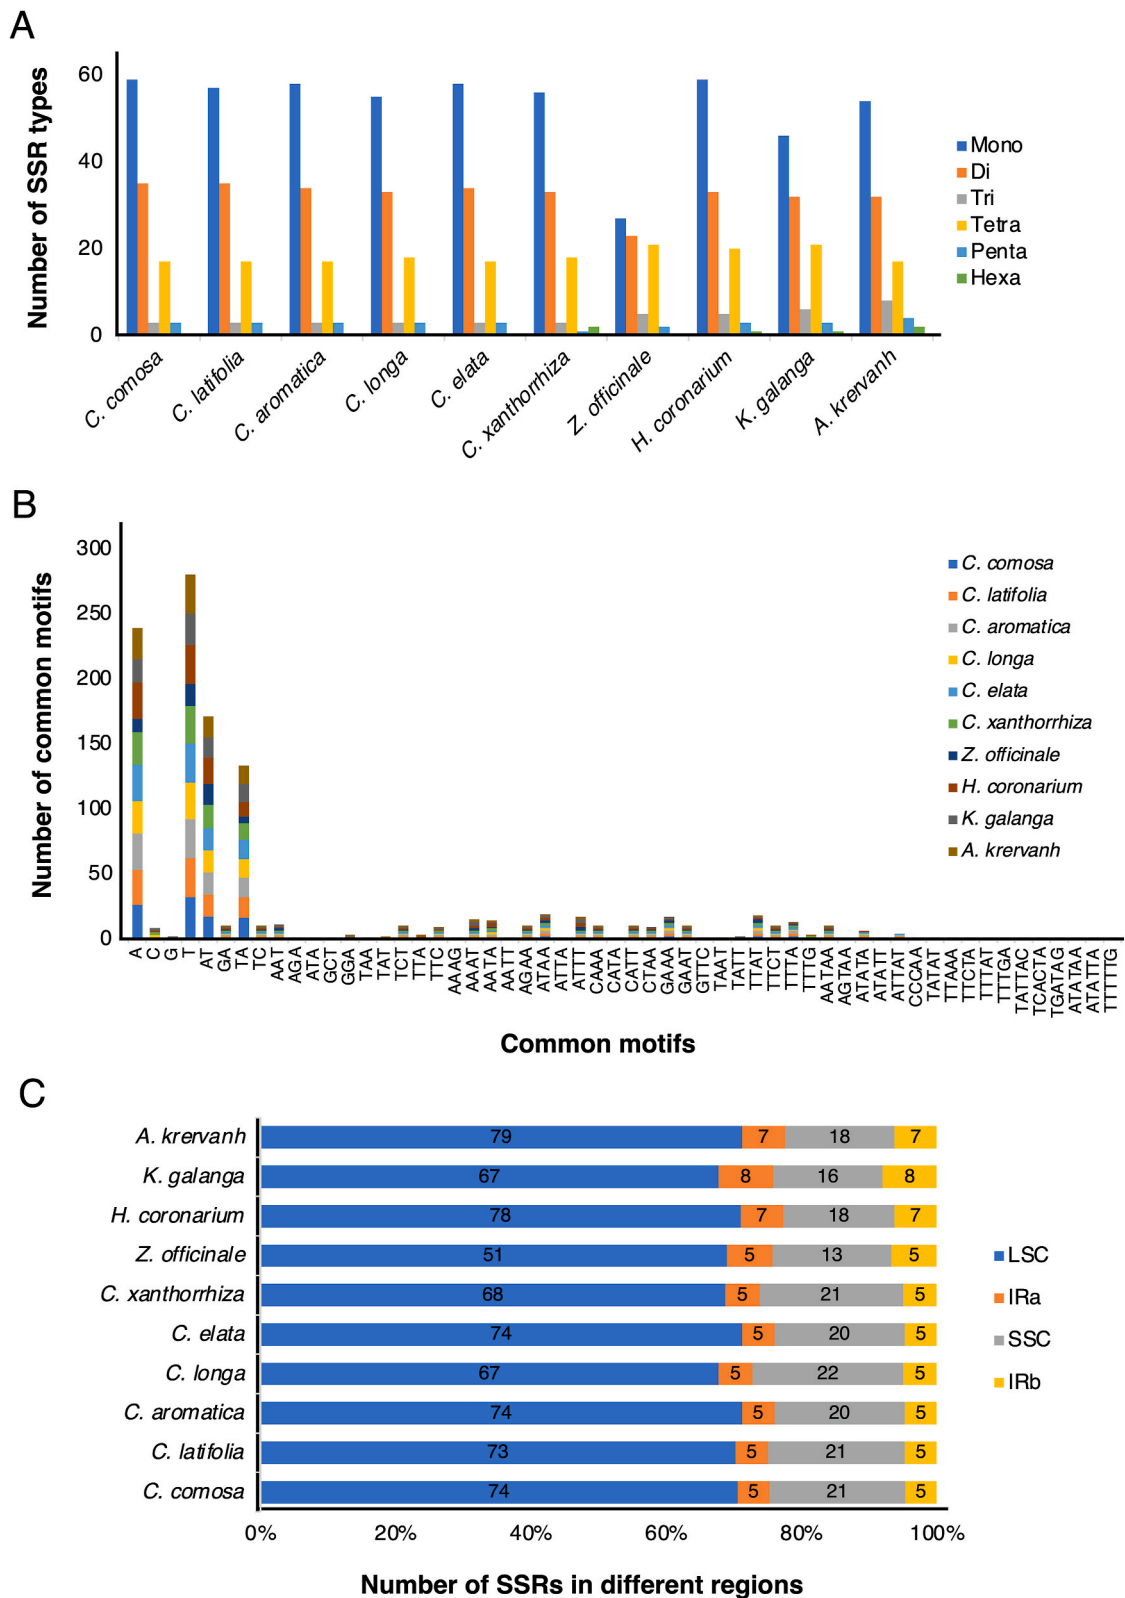 A
Number of SSR types
60
40
20
0
C. comosa
C. latifolia
C. aromatica
C. longa
C. elata
C. xanthorrhiza
Z. officinale
H. coronarium
K. galanga
A. krervanh
Mono
Di
Tri
Tetra
Penta
Hexa
B
Number of common motifs
300
250
200
150
100
50
0
A
C
G
T
AT
GA
TA
TC
AAT
AGA
ATA
GCT
GGA
TAA
TAT
TCT
TTA
TTC
AAAG
AAAT
AATA
AATT
AGAA
ATAA
ATTA
ATTT
CAAA
CATA
CATT
CTAA
GAAA
GAAT
GTTC
TAAT
TATT
TTAT
TTCT
TTTA
TTTG
AATAA
AGTAA
ATATA
ATATT
ATTAT
CCCAA
TATAT
TTAAA
TTCTA
TTTAT
TTTGA
TATTAC
TCACTA
TGATAG
ATATAA
ATATTA
TTTTTG
Common motifs
C. comosa
C. latifolia
C. aromatica
C. longa
C. elata
C. xanthorrhiza
Z. officinale
H. coronarium
K. galanga
A. krervanh
C
A. krervanh 79 7 18 7
K. galanga 67 8 16 8
H. coronarium 78 7 18 7
Z. officinale 51 5 13 5
C. xanthorrhiza 68 5 21 5
C. elata 74 5 20 5
C. longa 67 5 22 5
C. aromatica 74 5 20 5
C. latifolia 73 5 21 5
C. comosa 74 5 21 5
0% 20% 40% 60% 80% 100%
Number of SSRs in different regions
LSC
IRa
SSC
IRb